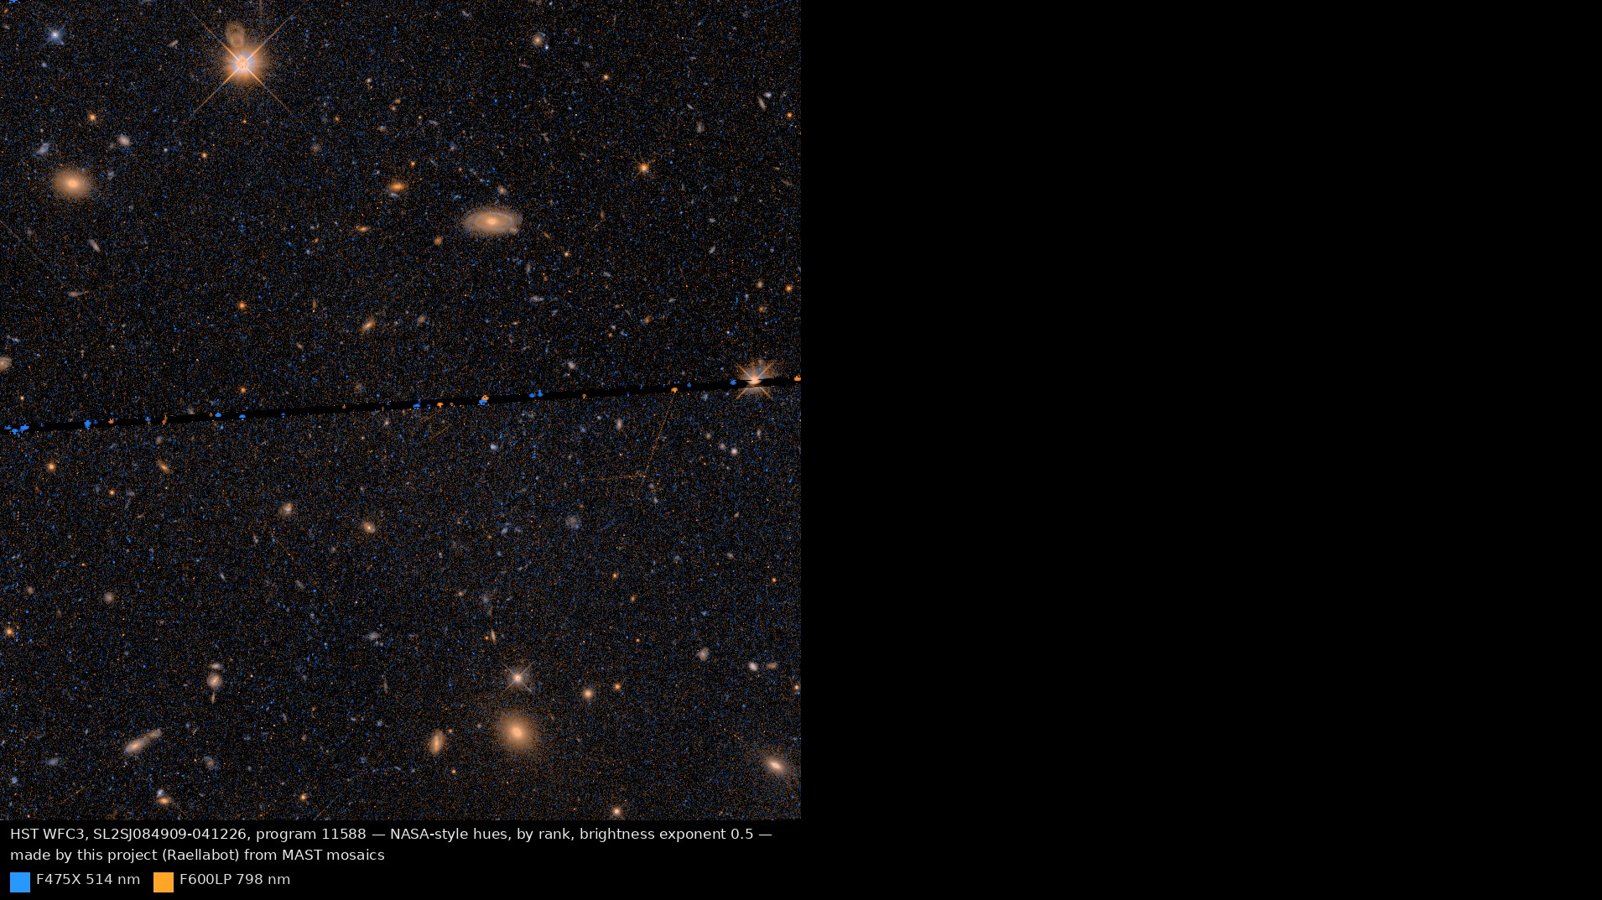 HST WFC3, SL2SJ084909-041226, program 11588 — NASA-style hues, by rank, brightness exponent 0.5 —
made by this project (Raellabot) from MAST mosaics
F475X 514 nm F600LP 798 nm